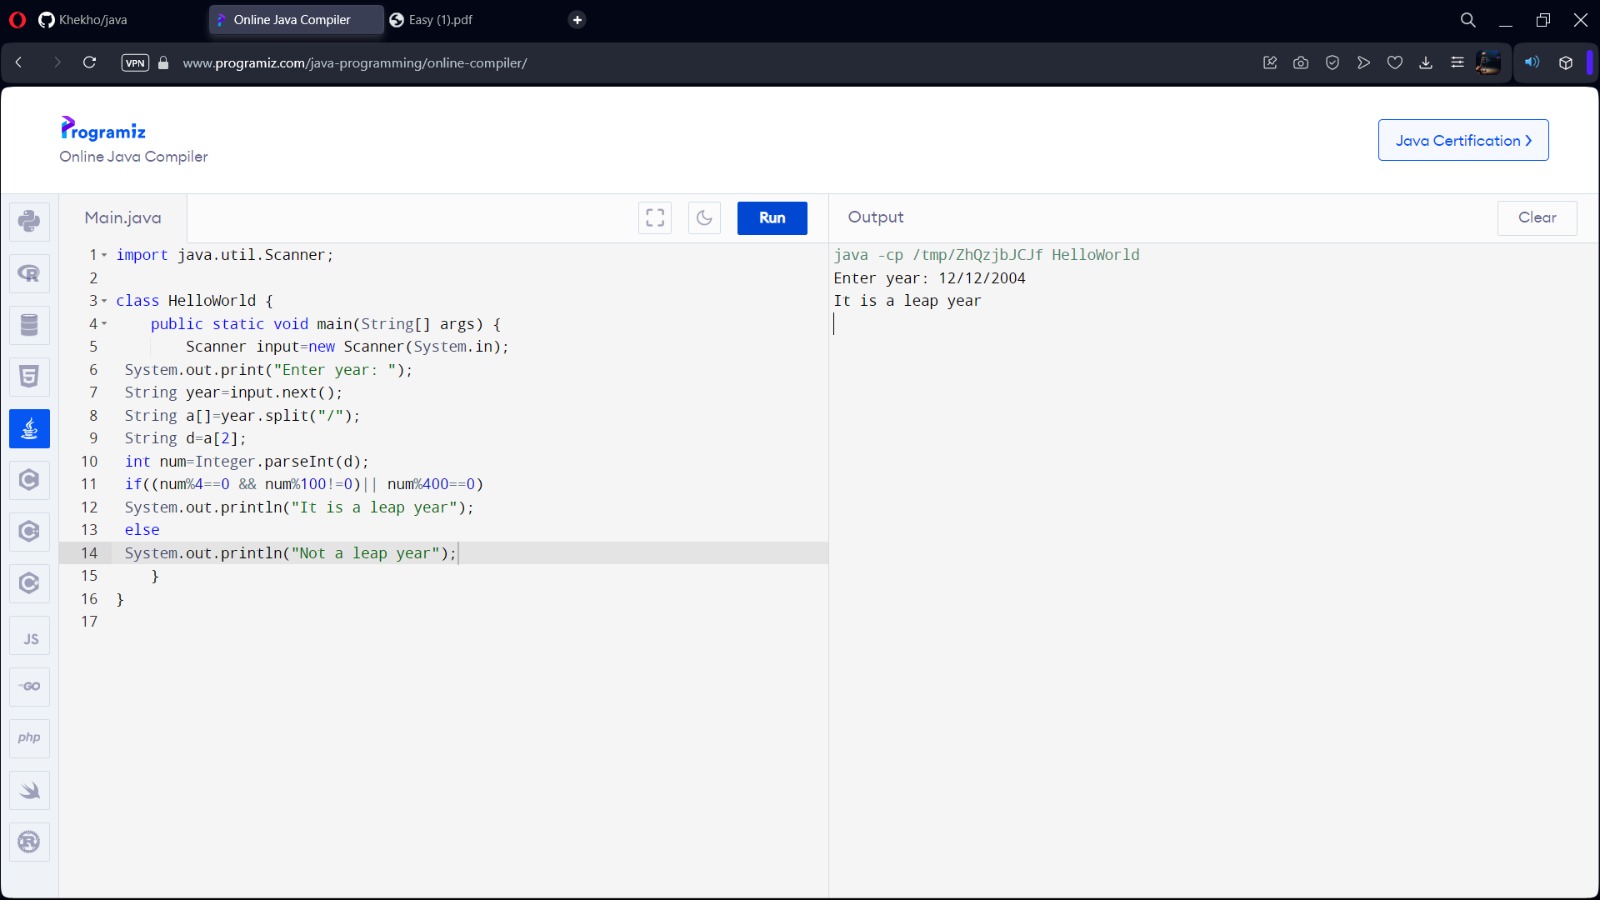 Khekho/java
Online Java Compiler
Easy (1).pdf
VPN
www.programiz.com/java-programming/online-compiler/
Programiz
Online Java Compiler
Java Certification
Main.java
Run
Output
Clear
1 import java.util.Scanner;
2
3 class HelloWorld {
4     public static void main(String[] args) {
5         Scanner input=new Scanner(System.in);
6  System.out.print("Enter year: ");
7  String year=input.next();
8  String a[]=year.split("/");
9  String d=a[2];
10  int num=Integer.parseInt(d);
11  if((num%4==0 && num%100!=0)|| num%400==0)
12  System.out.println("It is a leap year");
13  else
14  System.out.println("Not a leap year");
15     }
16 }
17
java -cp /tmp/ZhQzjbJCJf HelloWorld
Enter year: 12/12/2004
It is a leap year
R
5
C
C
C
JS
GO
php
R